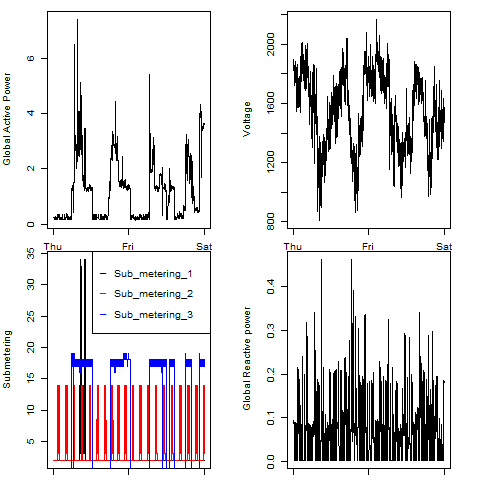 Global Active Power
0
2
4
6
Voltage
800
1200
1600
2000
Thu
Fri
Sat
Thu
Fri
Sat
Submetering
5
10
15
20
25
30
35
Sub_metering_1
Sub_metering_2
Sub_metering_3
Global Reactive power
0.0
0.1
0.2
0.3
0.4